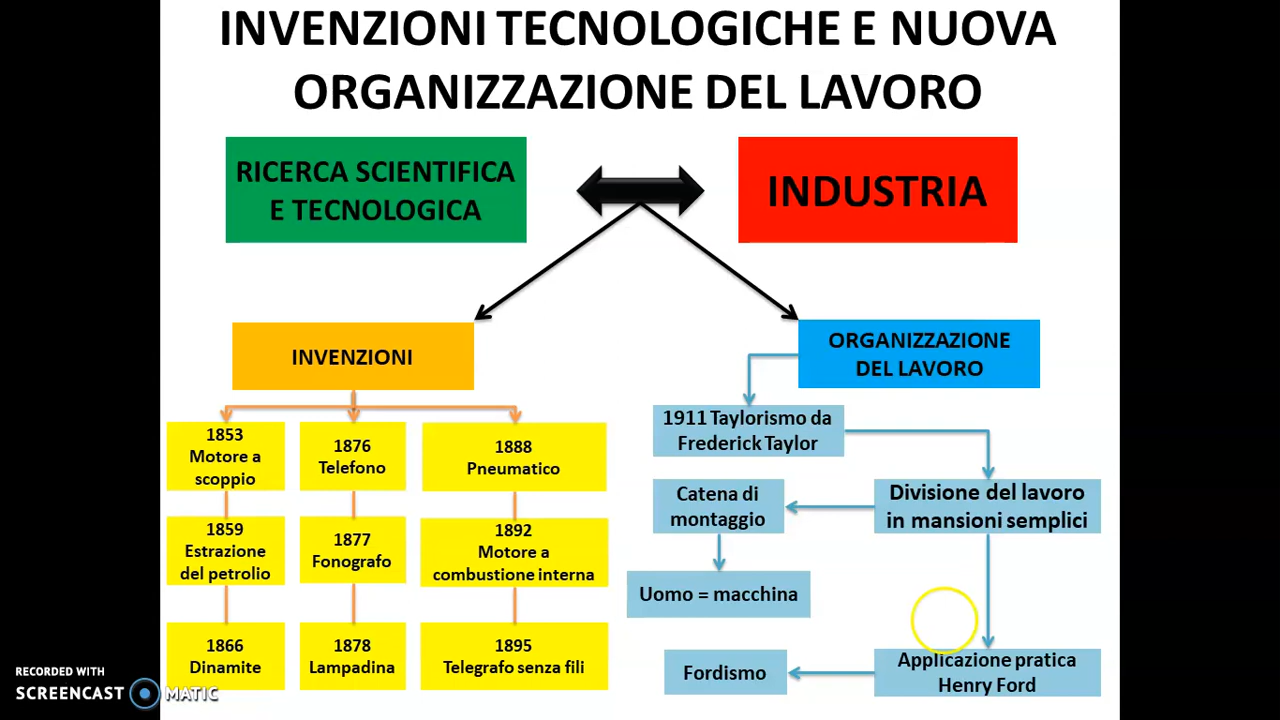 INVENZIONI TECNOLOGICHE E NUOVA
ORGANIZZAZIONE DEL LAVORO
RICERCA SCIENTIFICA
E TECNOLOGICA
INDUSTRIA
INVENZIONI
ORGANIZZAZIONE
DEL LAVORO
1853
Motore a
scoppio
1876
Telefono
1888
Pneumatico
1859
Estrazione
del petrolio
1877
Fonografo
1892
Motore a
combustione interna
1866
Dinamite
1878
Lampadina
1895
Telegrafo senza fili
1911 Taylorismo da
Frederick Taylor
Divisione del lavoro
in mansioni semplici
Catena di
montaggio
Uomo = macchina
Applicazione pratica
Henry Ford
Fordismo
RECORDED WITH
SCREENCAST MATIC